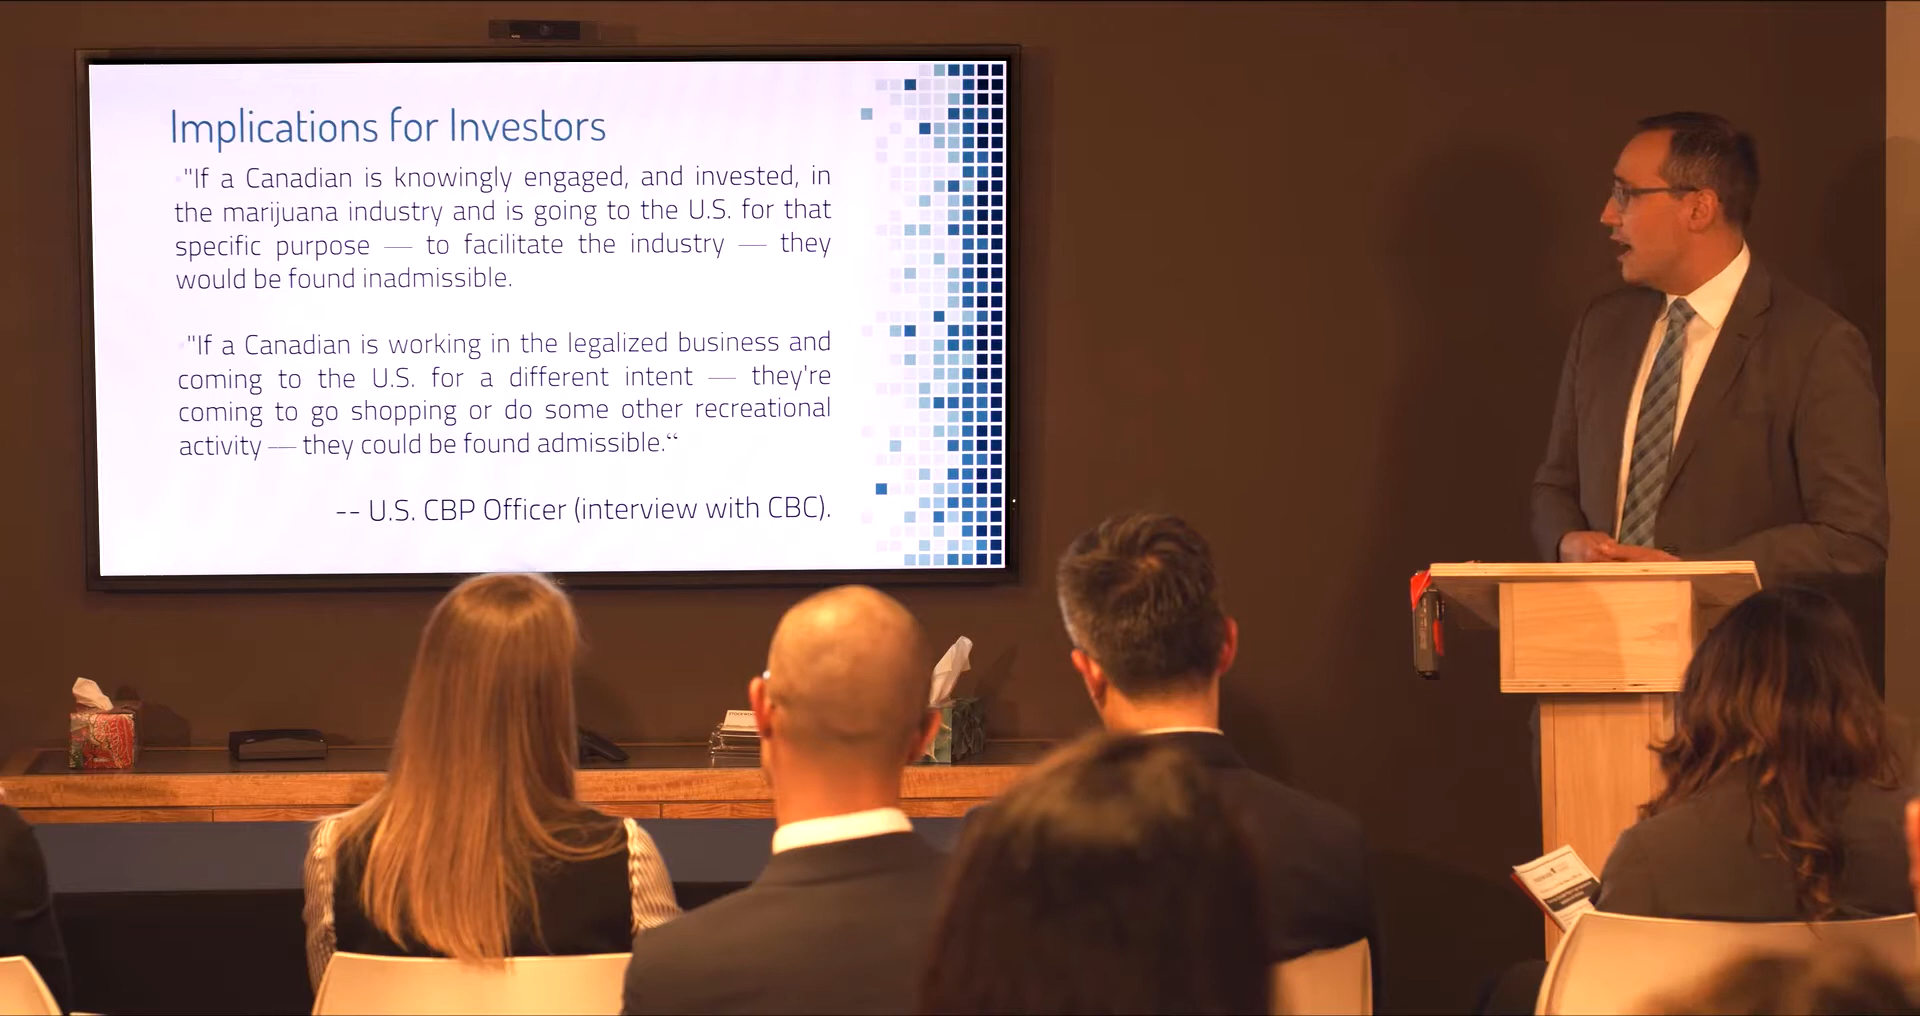 Implications for Investors
"If a Canadian is knowingly engaged, and invested, in
the marijuana industry and is going to the U.S. for that
specific purpose — to facilitate the industry — they
would be found inadmissible.
"If a Canadian is working in the legalized business and
coming to the U.S. for a different intent — they're
coming to go shopping or do some other recreational
activity — they could be found admissible.“
-- U.S. CBP Officer (interview with CBC).